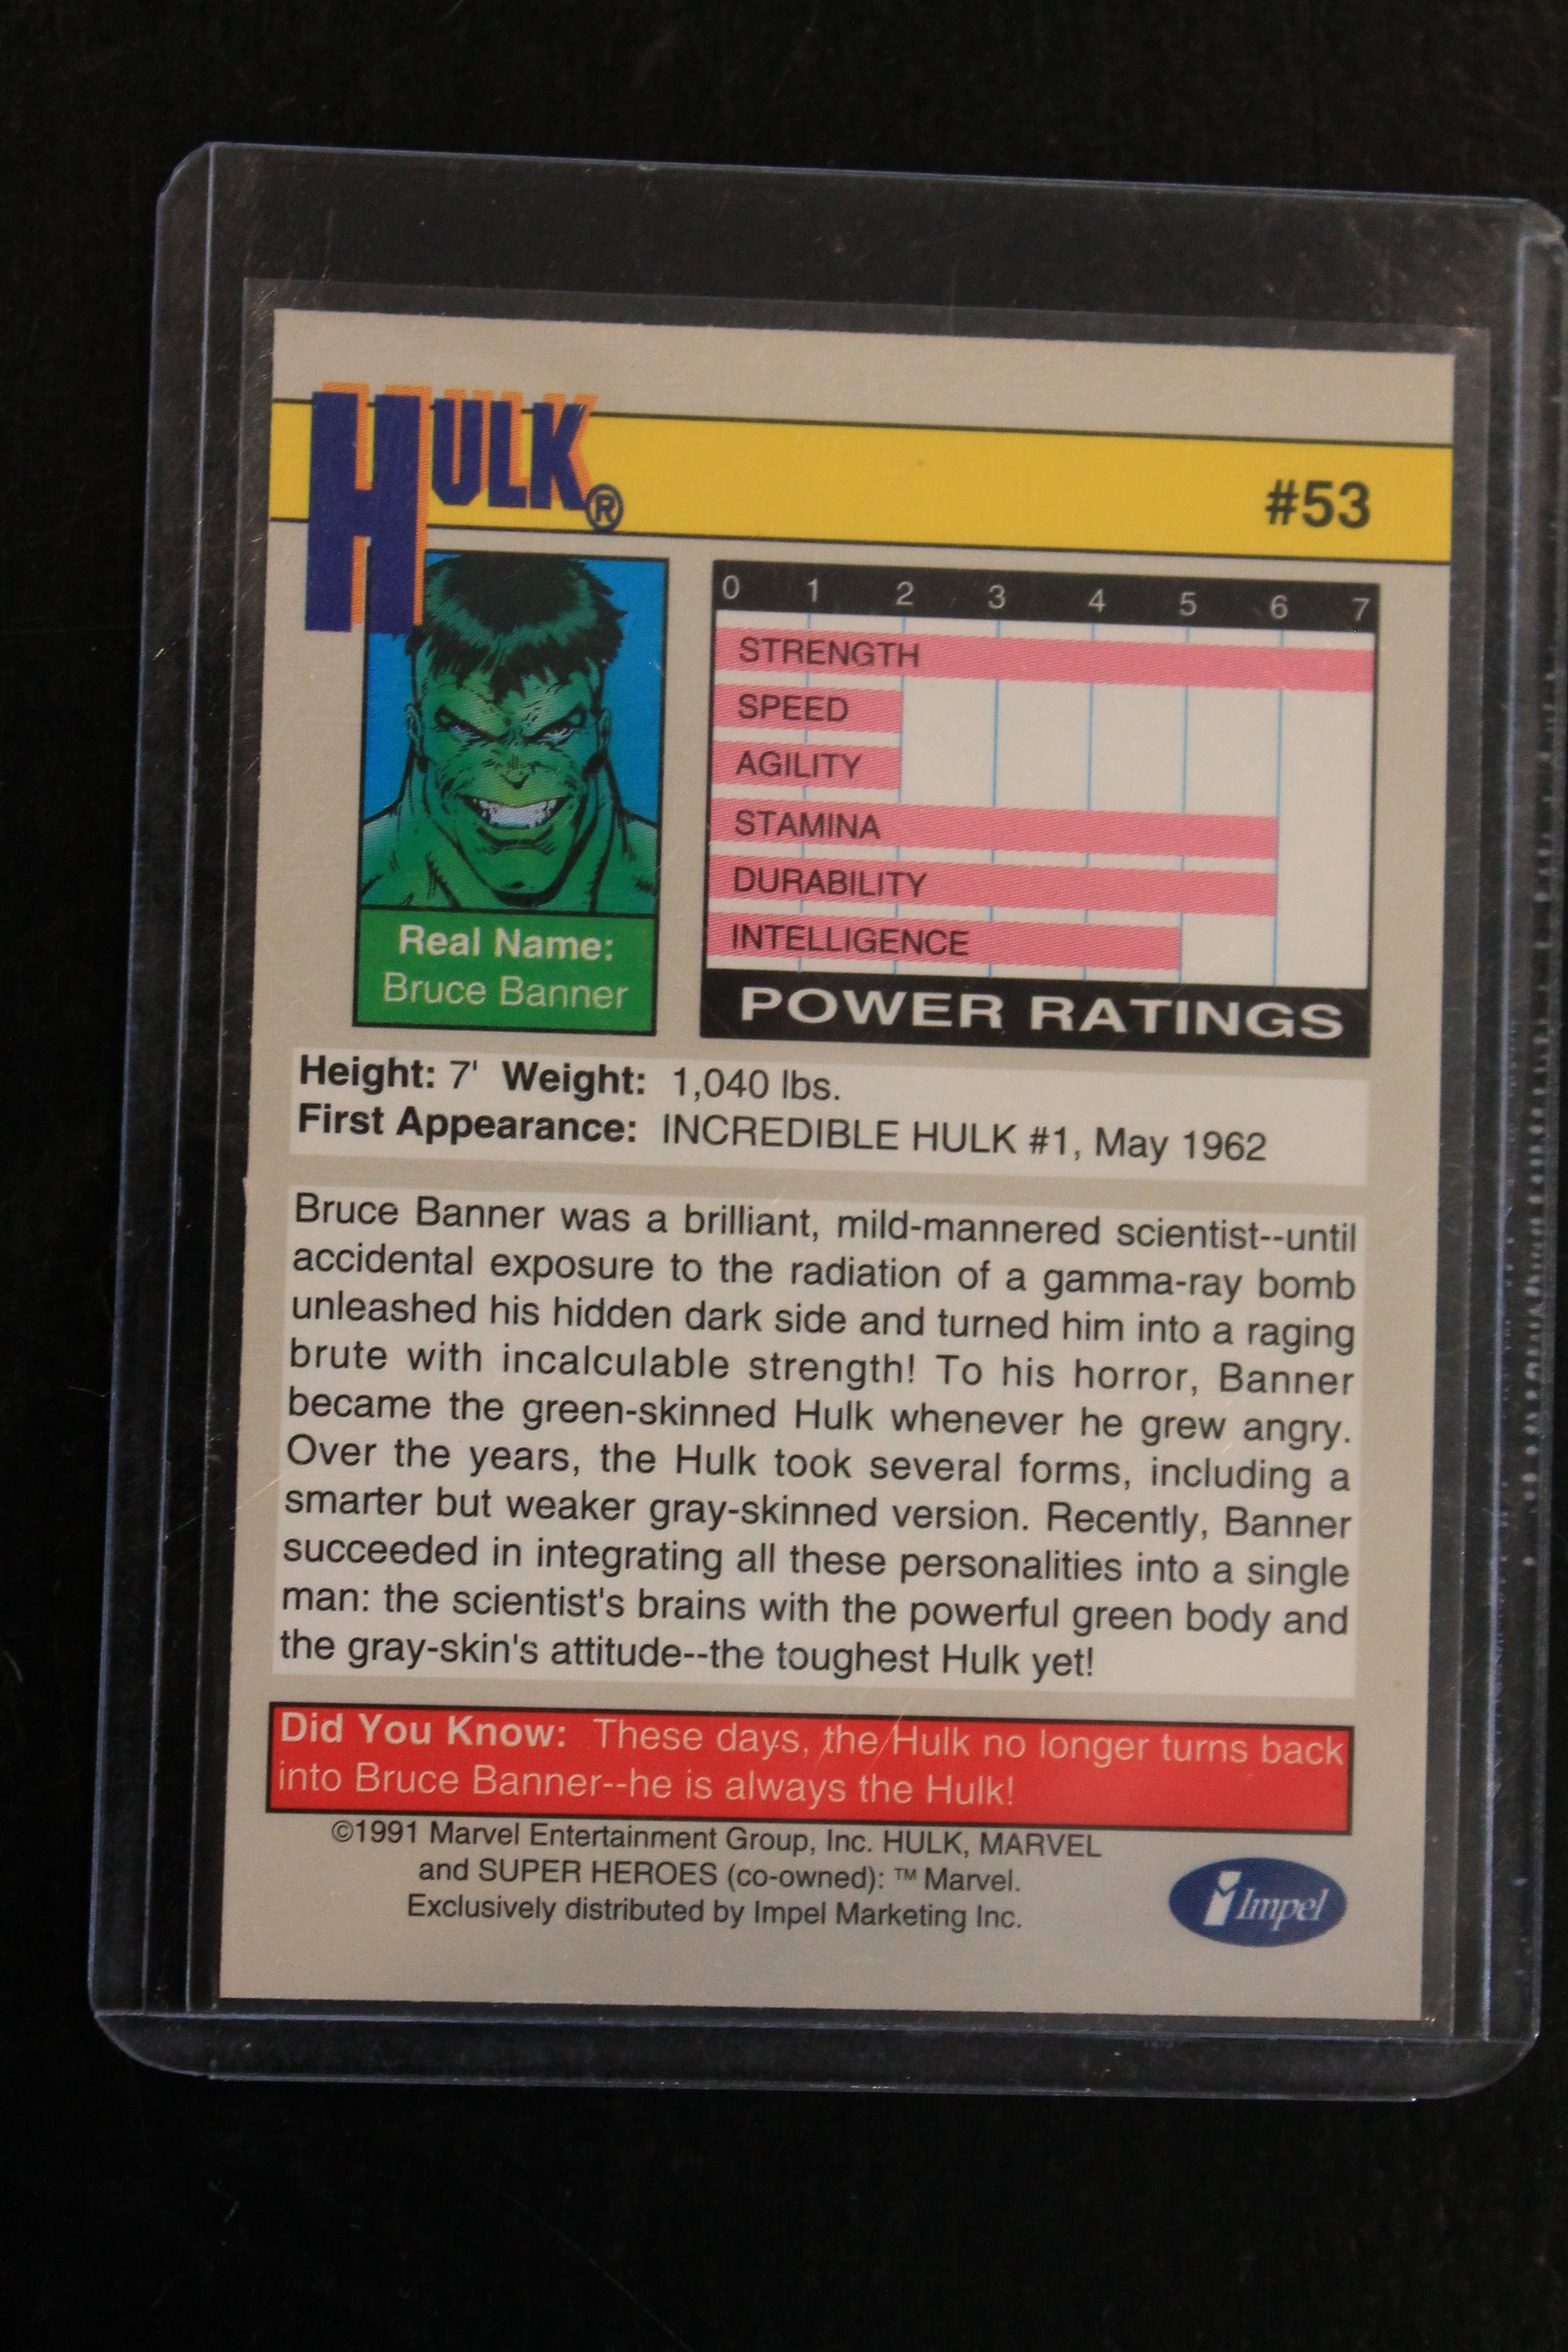 HULK®
#53
0 1 2 3 4 5 6 7
STRENGTH
SPEED
AGILITY
STAMINA
DURABILITY
INTELLIGENCE
POWER RATINGS
Real Name:
Bruce Banner
Height: 7' Weight: 1,040 lbs.
First Appearance: INCREDIBLE HULK #1, May 1962
Bruce Banner was a brilliant, mild-mannered scientist--until
accidental exposure to the radiation of a gamma-ray bomb
unleashed his hidden dark side and turned him into a raging
brute with incalculable strength! To his horror, Banner
became the green-skinned Hulk whenever he grew angry.
Over the years, the Hulk took several forms, including a
smarter but weaker gray-skinned version. Recently, Banner
succeeded in integrating all these personalities into a single
man: the scientist's brains with the powerful green body and
the gray-skin's attitude--the toughest Hulk yet!
Did You Know: These days, the Hulk no longer turns back
into Bruce Banner--he is always the Hulk!
©1991 Marvel Entertainment Group, Inc. HULK, MARVEL
and SUPER HEROES (co-owned): ™ Marvel.
Exclusively distributed by Impel Marketing Inc.
Impel